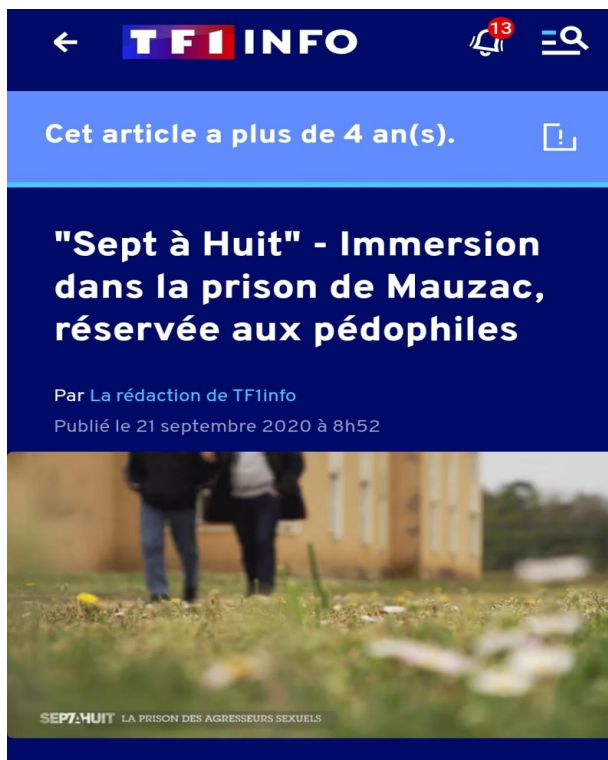 TF1 INFO
13
Cet article a plus de 4 an(s).
"Sept à Huit" - Immersion
dans la prison de Mauzac,
réservée aux pédophiles
Par La rédaction de TF1info
Publié le 21 septembre 2020 à 8h52
SEPT À HUIT LA PRISON DES AGRESSEURS SEXUELS